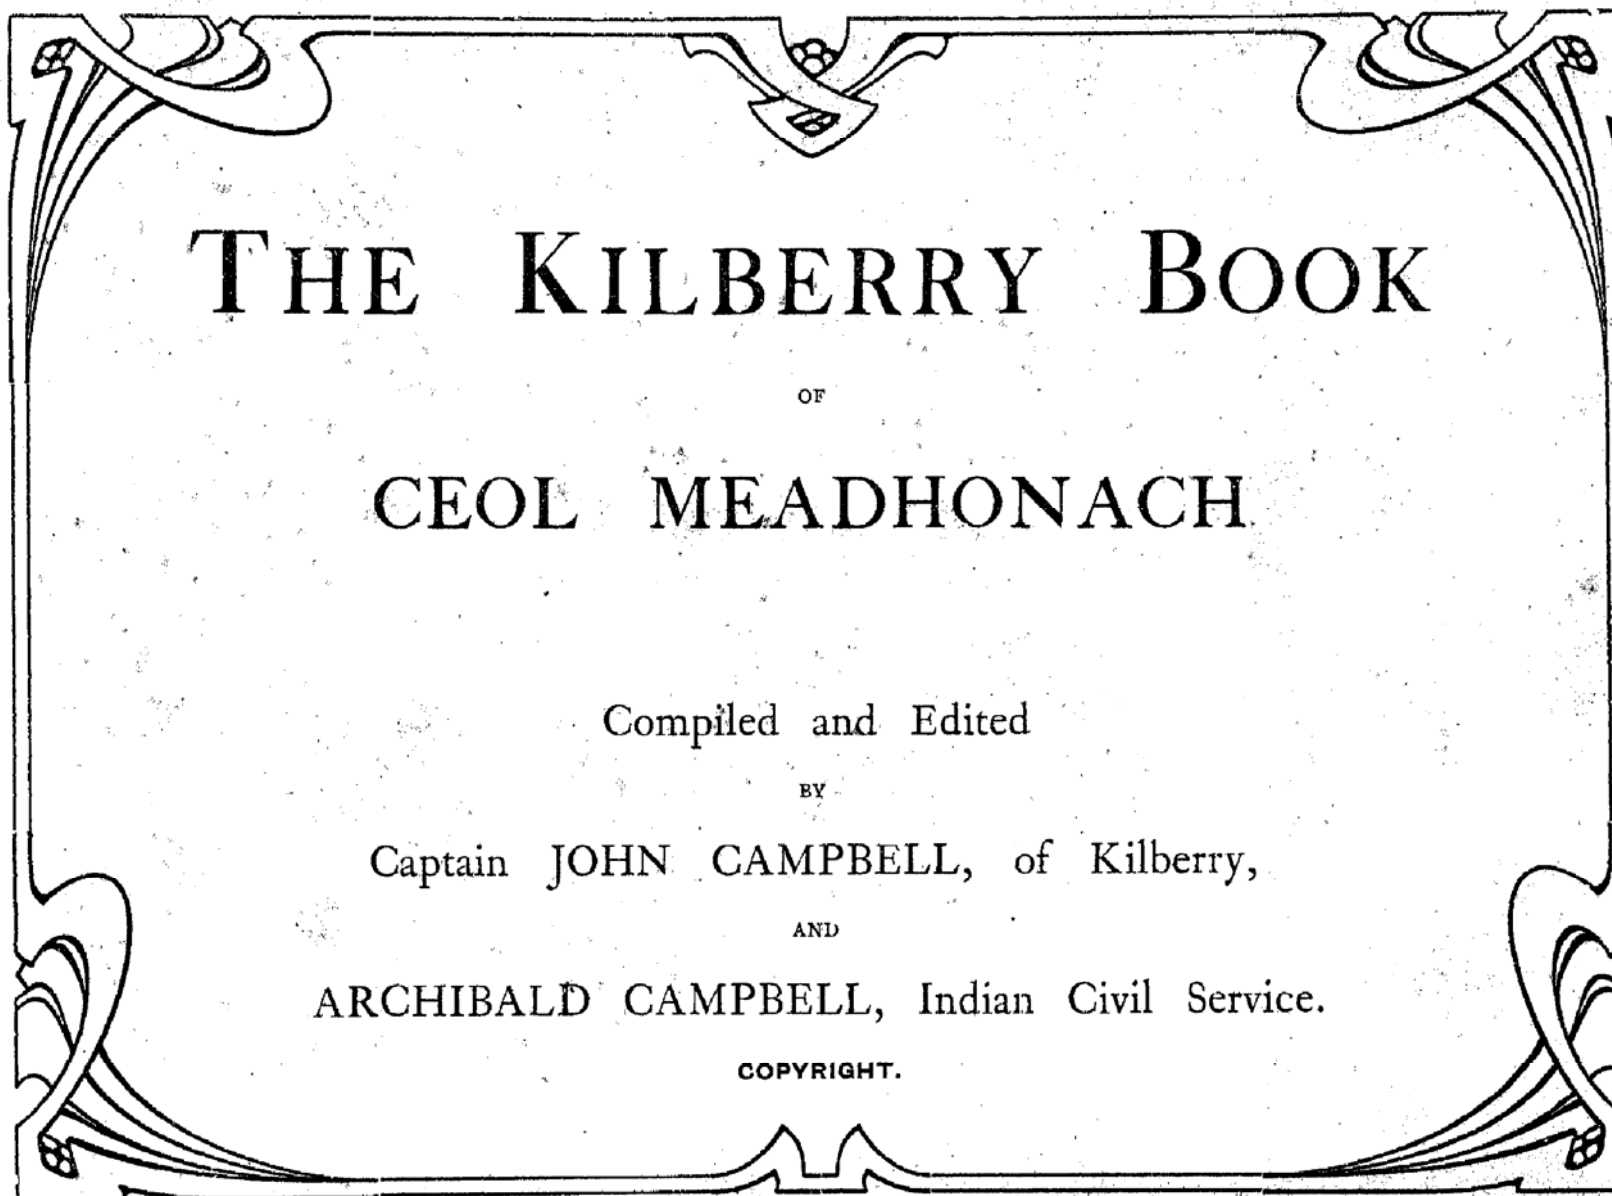 THE KILBERRY BOOK
OF
CEOL MEADHONACH
Compiled and Edited
BY
Captain JOHN CAMPBELL, of Kilberry,
AND
ARCHIBALD CAMPBELL, Indian Civil Service.
COPYRIGHT.